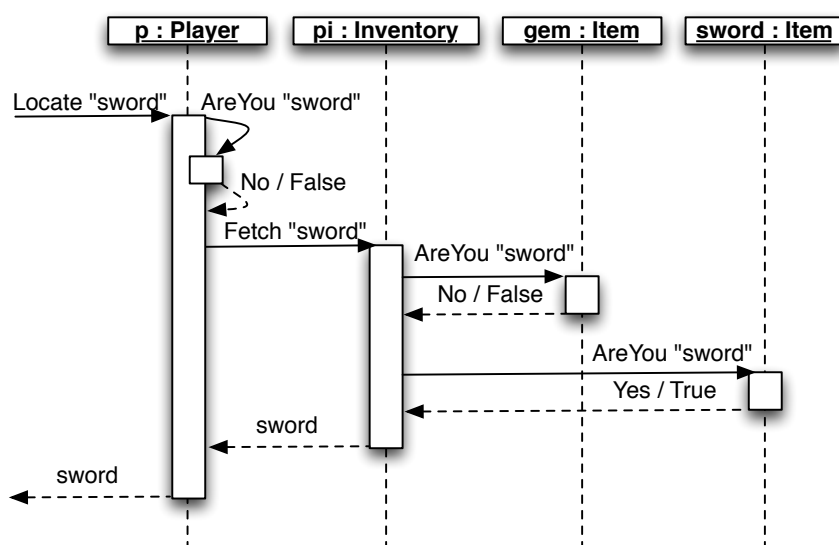 p : Player
pi : Inventory
gem : Item
sword : Item
Locate "sword"
AreYou "sword"
No / False
Fetch "sword"
AreYou "sword"
No / False
AreYou "sword"
Yes / True
sword
sword